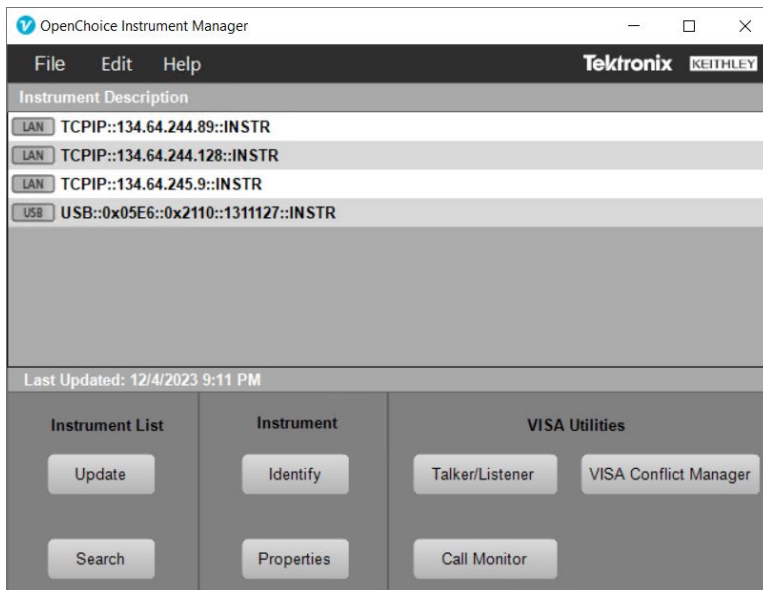 OpenChoice Instrument Manager
File Edit Help Tektronix KEITHLEY
Instrument Description
LAN TCPIP::134.64.244.89::INSTR
LAN TCPIP::134.64.244.128::INSTR
LAN TCPIP::134.64.245.9::INSTR
USB USB::0x05E6::0x2110::1311127::INSTR
Last Updated: 12/4/2023 9:11 PM
Instrument List Instrument VISA Utilities
Update Identify Talker/Listener VISA Conflict Manager
Search Properties Call Monitor